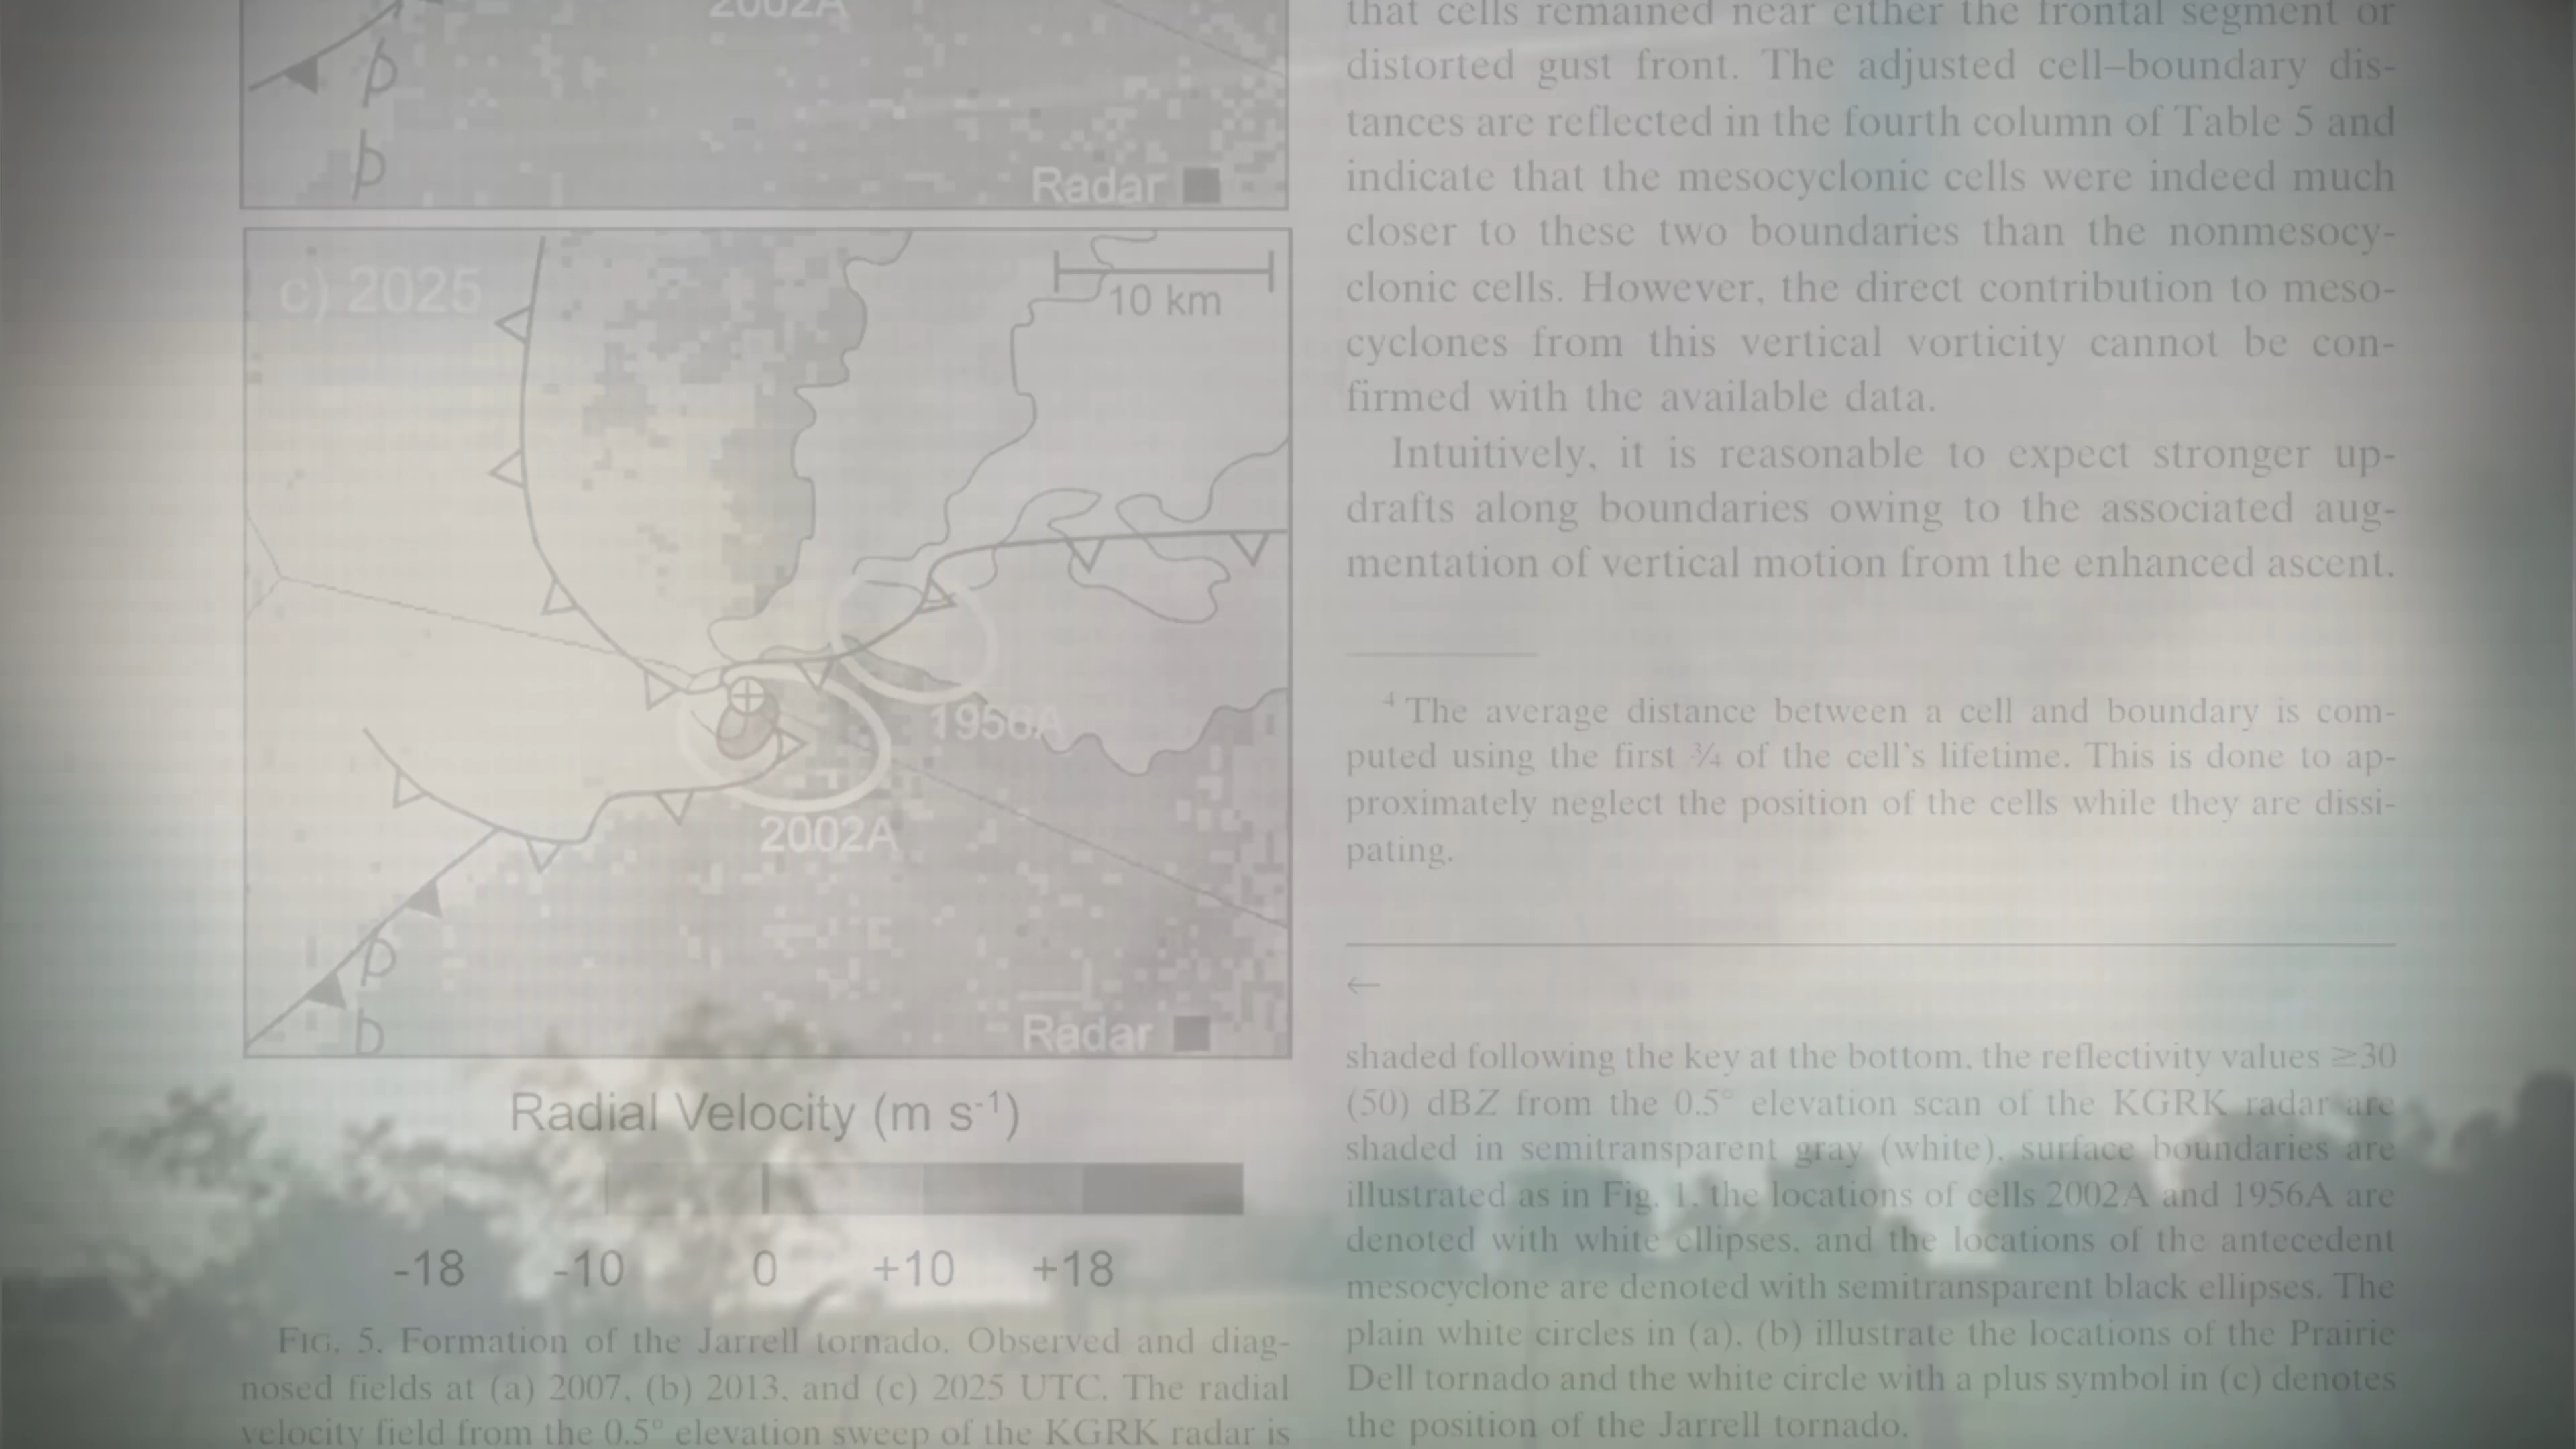 2002A
p
b
Radar
c) 2025
10 km
1956A
2002A
p
b
Radar
Radial Velocity (m s-1)
-18 -10 0 +10 +18
FIG. 5. Formation of the Jarrell tornado. Observed and diag-
nosed fields at (a) 2007, (b) 2013, and (c) 2025 UTC. The radial
velocity field from the 0.5° elevation sweep of the KGRK radar is
that cells remained near either the frontal segment or
distorted gust front. The adjusted cell–boundary dis-
tances are reflected in the fourth column of Table 5 and
indicate that the mesocyclonic cells were indeed much
closer to these two boundaries than the nonmesocy-
clonic cells. However, the direct contribution to meso-
cyclones from this vertical vorticity cannot be con-
firmed with the available data.
Intuitively, it is reasonable to expect stronger up-
drafts along boundaries owing to the associated aug-
mentation of vertical motion from the enhanced ascent.
4 The average distance between a cell and boundary is com-
puted using the first ¾ of the cell's lifetime. This is done to ap-
proximately neglect the position of the cells while they are dissi-
pating.
←
shaded following the key at the bottom, the reflectivity values ≥30
(50) dBZ from the 0.5° elevation scan of the KGRK radar are
shaded in semitransparent gray (white), surface boundaries are
illustrated as in Fig. 1, the locations of cells 2002A and 1956A are
denoted with white ellipses, and the locations of the antecedent
mesocyclone are denoted with semitransparent black ellipses. The
plain white circles in (a), (b) illustrate the locations of the Prairie
Dell tornado and the white circle with a plus symbol in (c) denotes
the position of the Jarrell tornado.